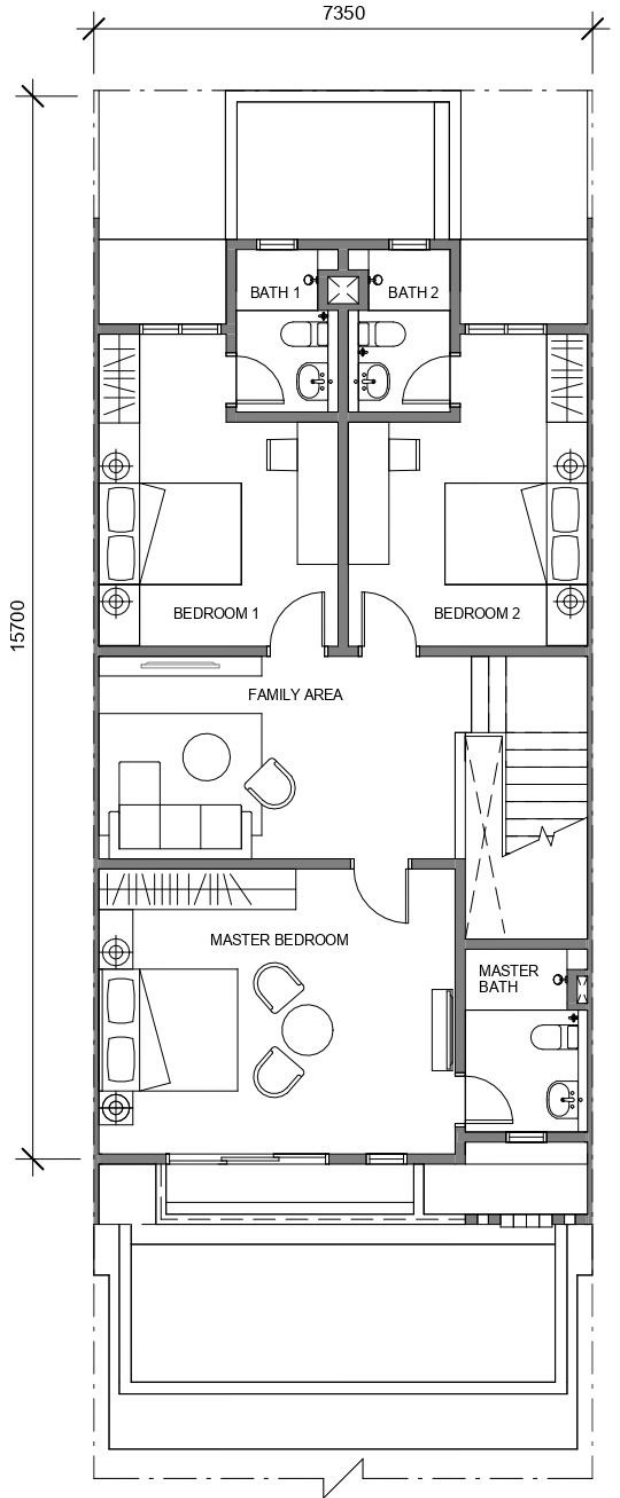 7350
15700
BATH 1
BATH 2
BEDROOM 1
BEDROOM 2
FAMILY AREA
MASTER BEDROOM
MASTER
BATH